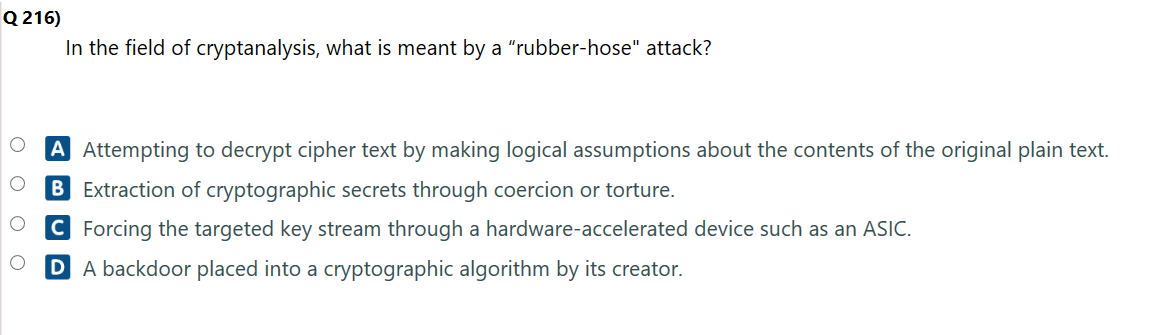 Q 216)
In the field of cryptanalysis, what is meant by a “rubber-hose" attack?
A Attempting to decrypt cipher text by making logical assumptions about the contents of the original plain text.
B Extraction of cryptographic secrets through coercion or torture.
C Forcing the targeted key stream through a hardware-accelerated device such as an ASIC.
D A backdoor placed into a cryptographic algorithm by its creator.